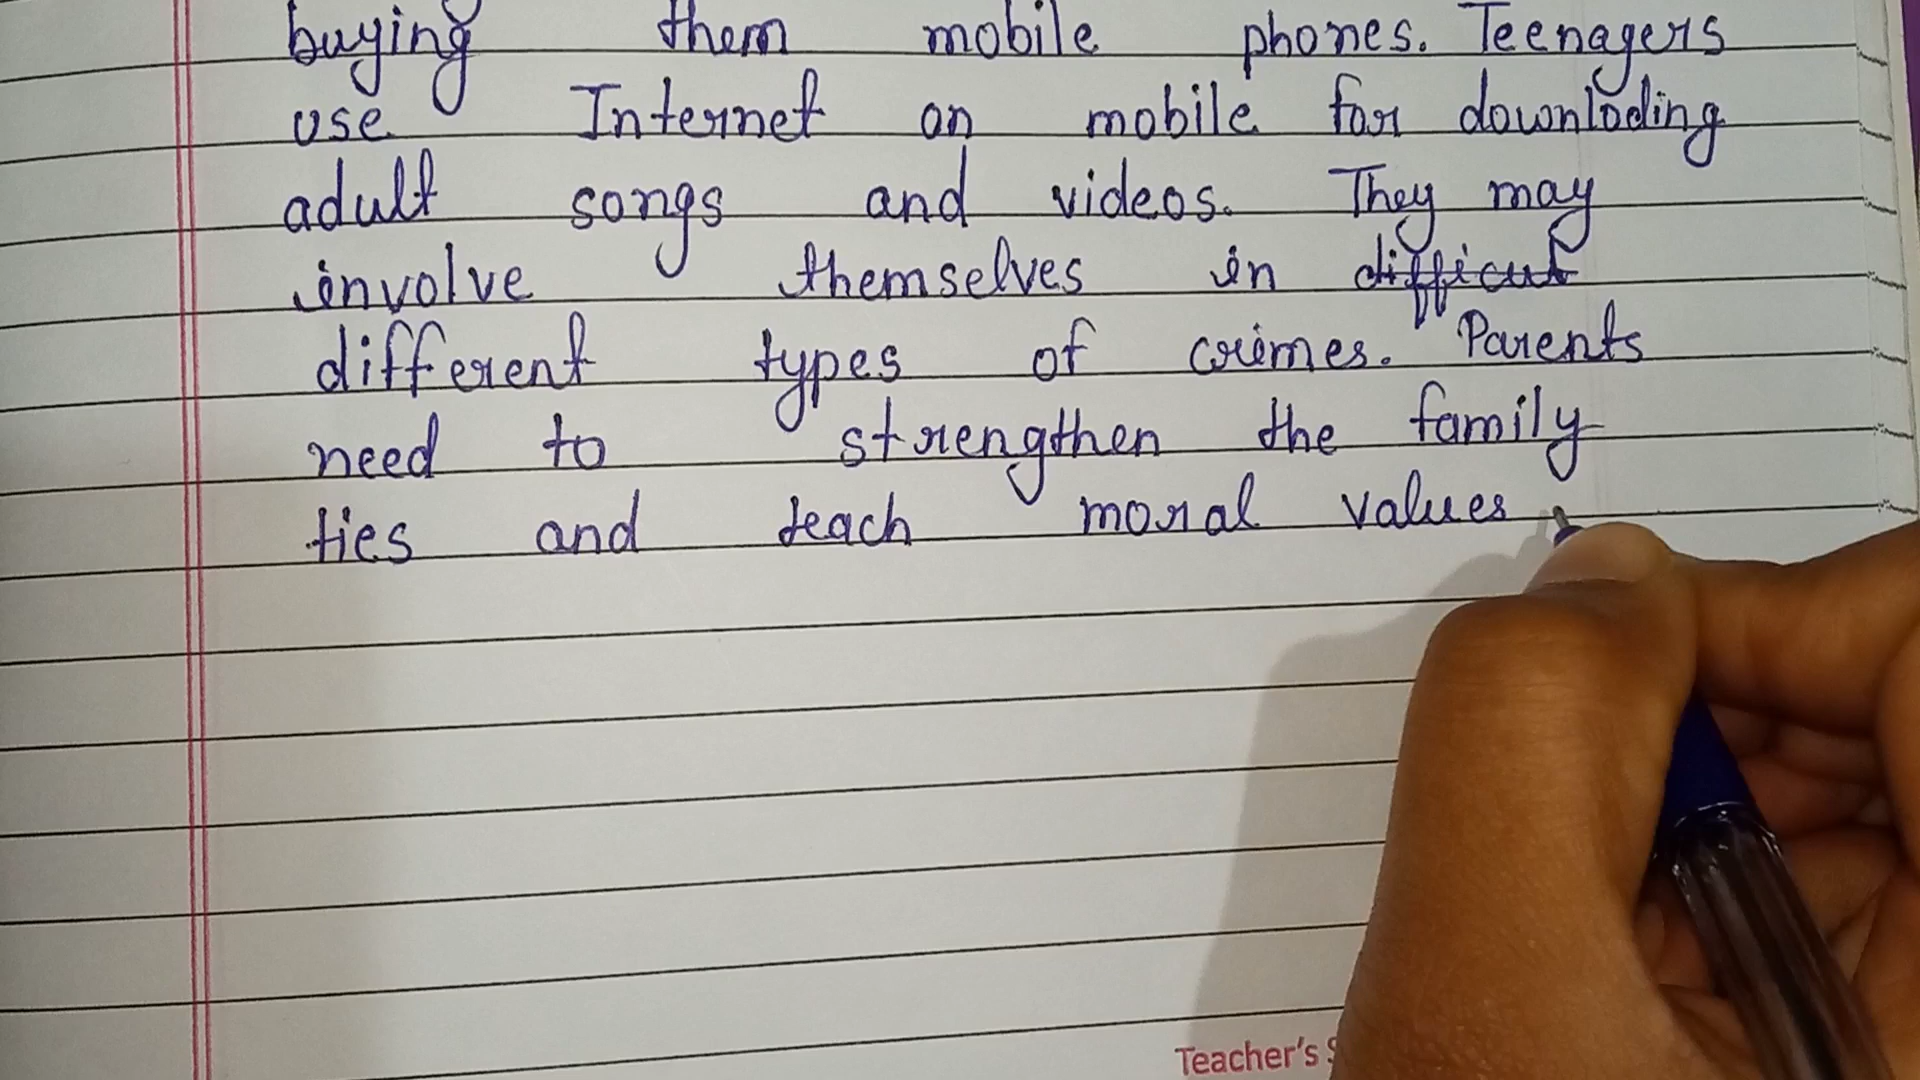 buying them mobile phones. Teenagers
use Internet on mobile for downloding
adult songs and videos. They may
involve themselves in difficut
different types of crimes. Parents
need to strengthen the family
ties and teach moral values
Teacher's S